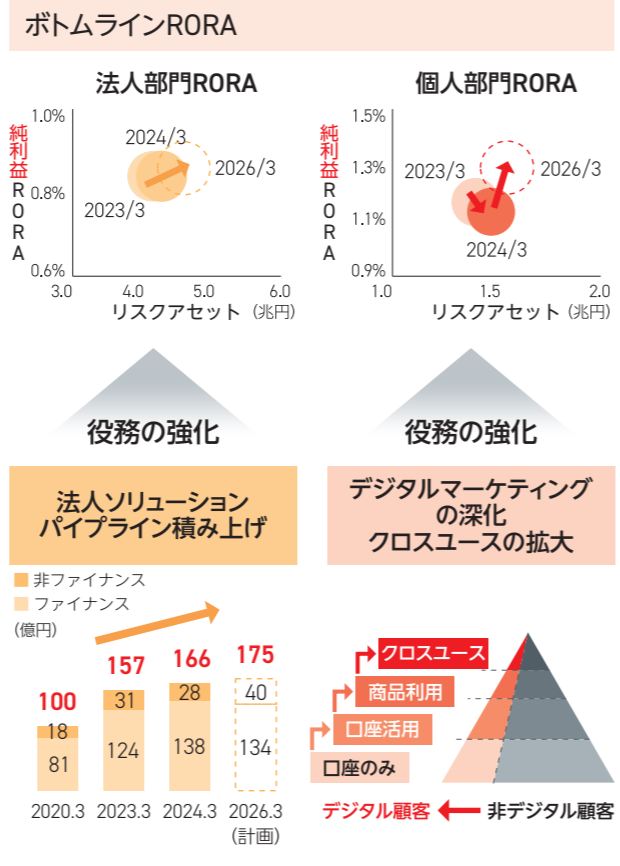 ボトムラインRORA
法人部門RORA
純利益RORA
1.0%
0.8%
0.6%
2024/3
2026/3
2023/3
3.0
4.0
5.0
6.0
リスクアセット（兆円）
個人部門RORA
純利益RORA
1.5%
1.3%
1.1%
0.9%
2023/3
2026/3
2024/3
1.0
1.5
2.0
リスクアセット（兆円）
役務の強化
法人ソリューション
パイプライン積み上げ
役務の強化
デジタルマーケティング
の深化
クロスユースの拡大
非ファイナンス
ファイナンス
(億円)
100
157
166
175
18
31
28
40
81
124
138
134
2020.3
2023.3
2024.3
2026.3
(計画)
クロスユース
商品利用
口座活用
口座のみ
デジタル顧客
非デジタル顧客